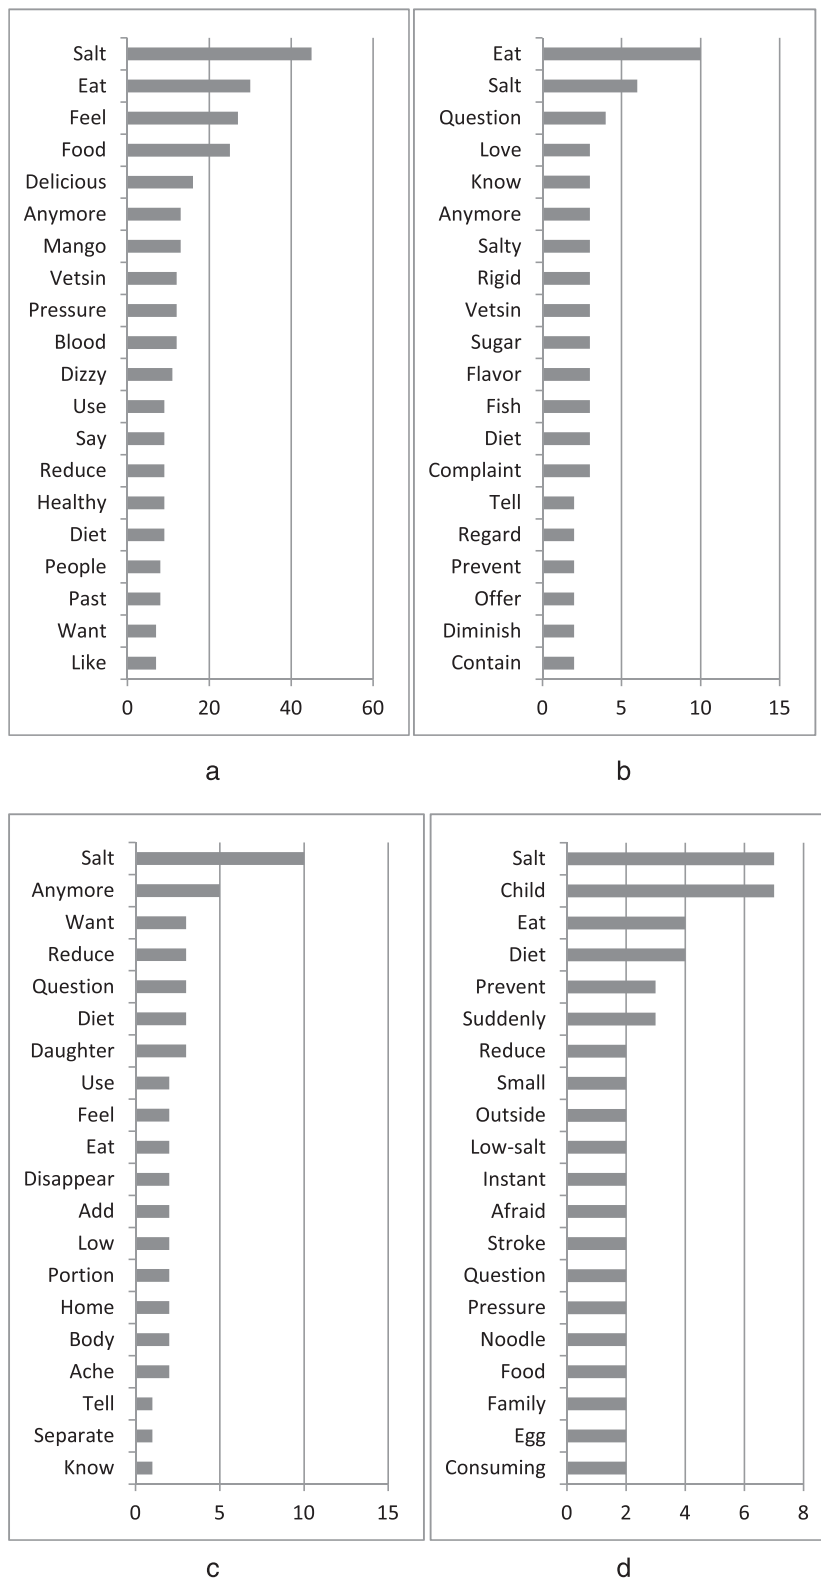 Salt
Eat
Feel
Food
Delicious
Anymore
Mango
Vetsin
Pressure
Blood
Dizzy
Use
Say
Reduce
Healthy
Diet
People
Past
Want
Like
0 20 40 60
a
Eat
Salt
Question
Love
Know
Anymore
Salty
Rigid
Vetsin
Sugar
Flavor
Fish
Diet
Complaint
Tell
Regard
Prevent
Offer
Diminish
Contain
0 5 10 15
b
Salt
Anymore
Want
Reduce
Question
Diet
Daughter
Use
Feel
Eat
Disappear
Add
Low
Portion
Home
Body
Ache
Tell
Separate
Know
0 5 10 15
c
Salt
Child
Eat
Diet
Prevent
Suddenly
Reduce
Small
Outside
Low-salt
Instant
Afraid
Stroke
Question
Pressure
Noodle
Food
Family
Egg
Consuming
0 2 4 6 8
d